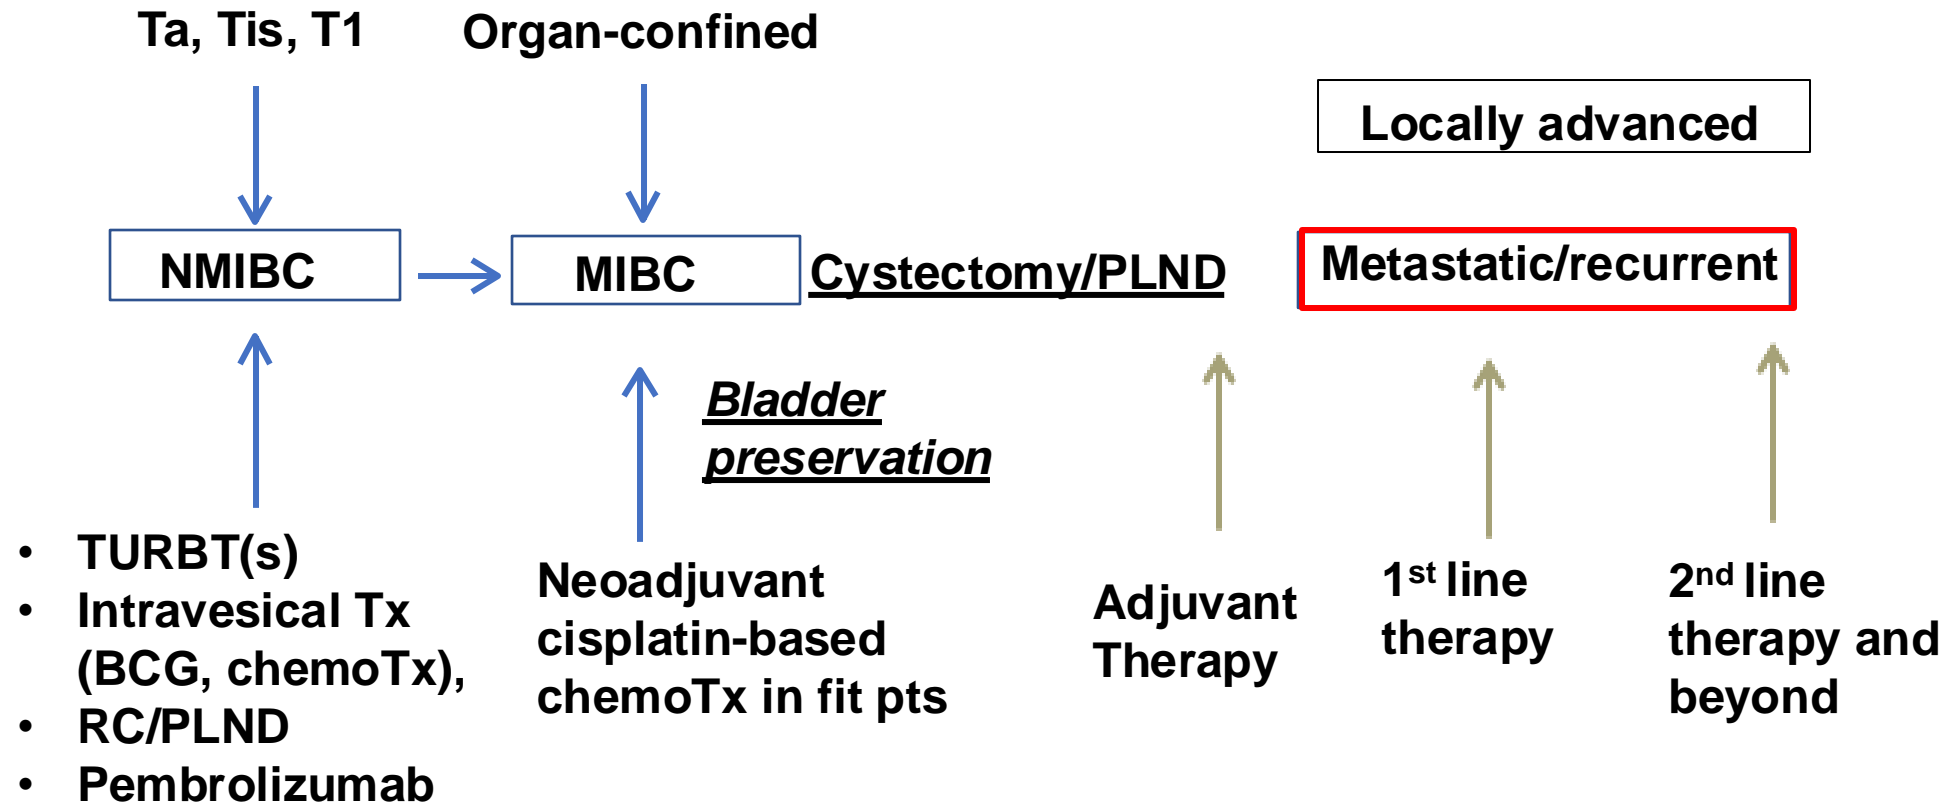 Ta, Tis, T1
Organ-confined
Locally advanced
NMIBC
MIBC
Cystectomy/PLND
Metastatic/recurrent
Bladder
preservation
• TURBT(s)
• Intravesical Tx
(BCG, chemoTx),
• RC/PLND
• Pembrolizumab
Neoadjuvant
cisplatin-based
chemoTx in fit pts
Adjuvant
Therapy
1st line
therapy
2nd line
therapy and
beyond